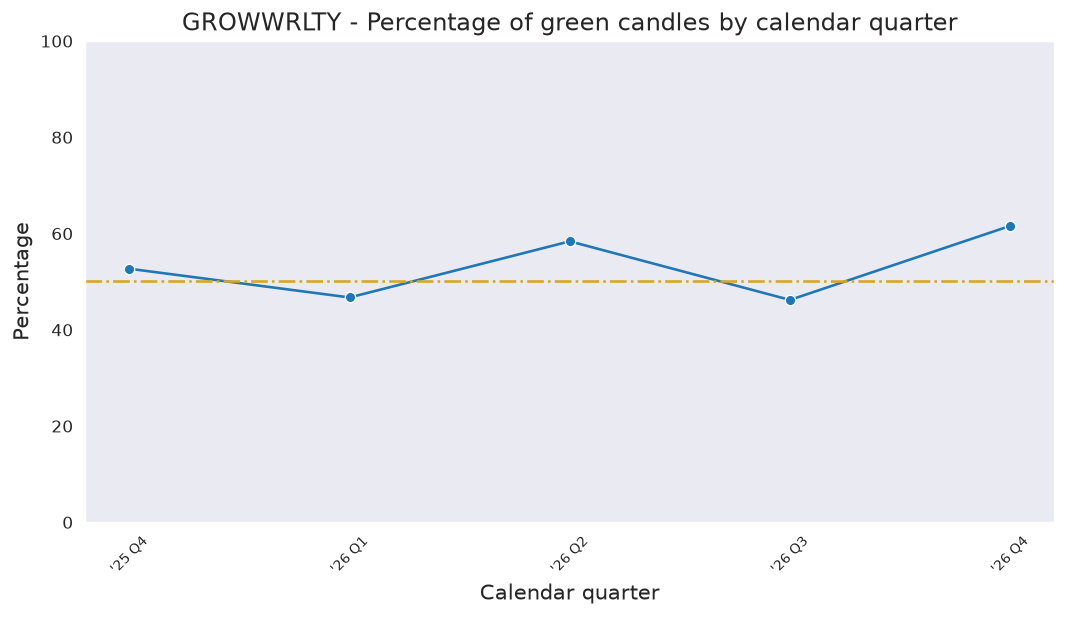 GROWWRLTY - Percentage of green candles by calendar quarter
Percentage
100
80
60
40
20
0
'25 Q4
'26 Q1
'26 Q2
'26 Q3
'26 Q4
Calendar quarter